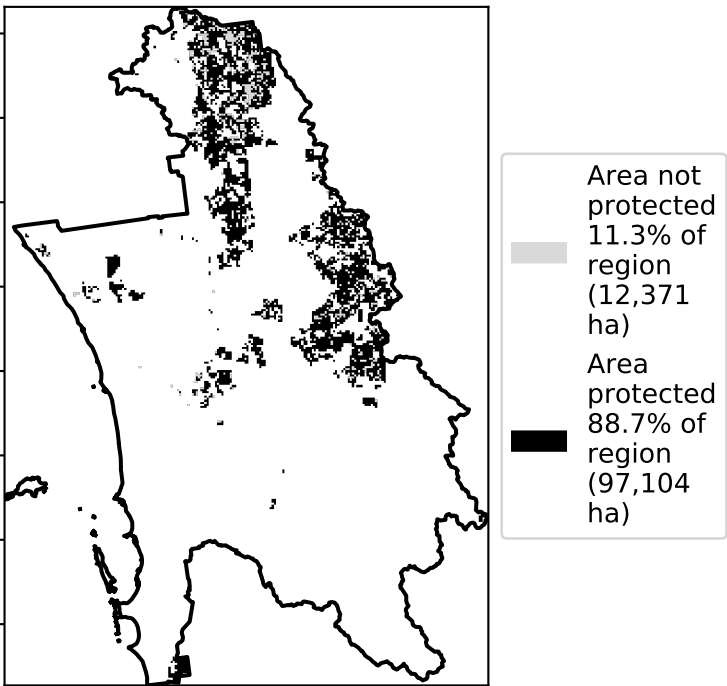 Area not
protected
11.3% of
region
(12,371
ha)
Area
protected
88.7% of
region
(97,104
ha)